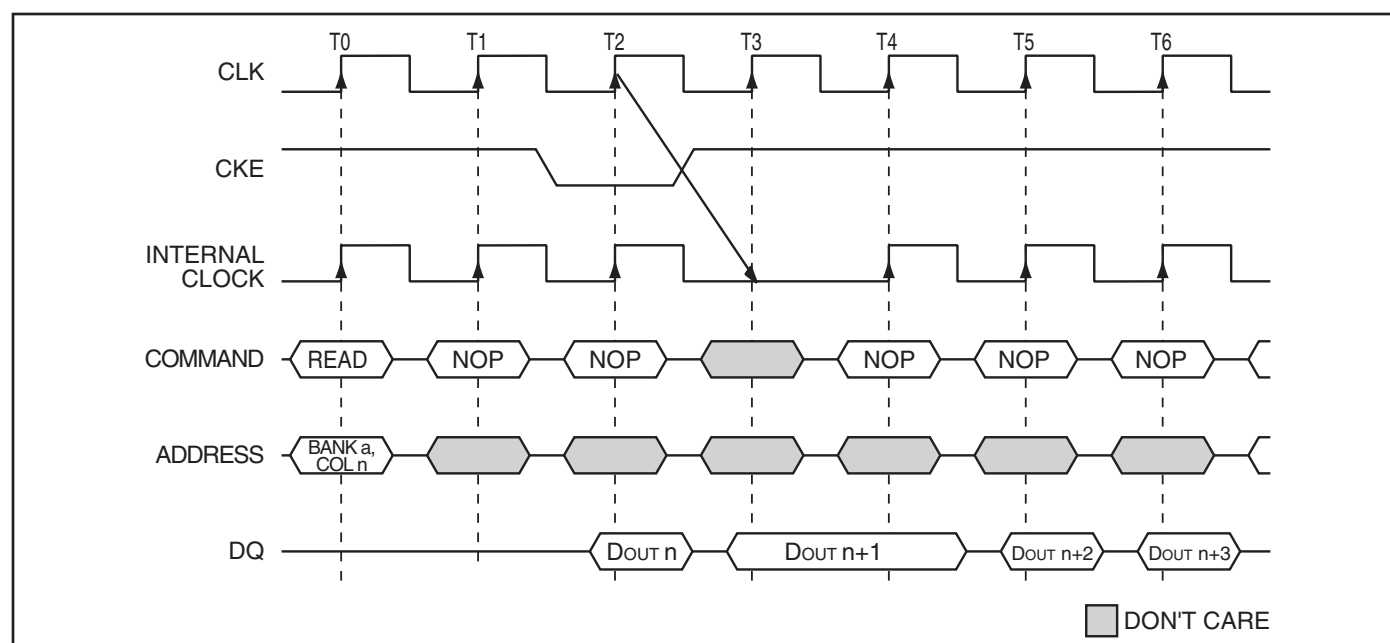 T0 T1 T2 T3 T4 T5 T6
CLK
CKE
INTERNAL
CLOCK
COMMAND READ NOP NOP NOP NOP NOP
ADDRESS BANK a,
COL n
DQ DOUT n DOUT n+1 DOUT n+2 DOUT n+3
DON'T CARE